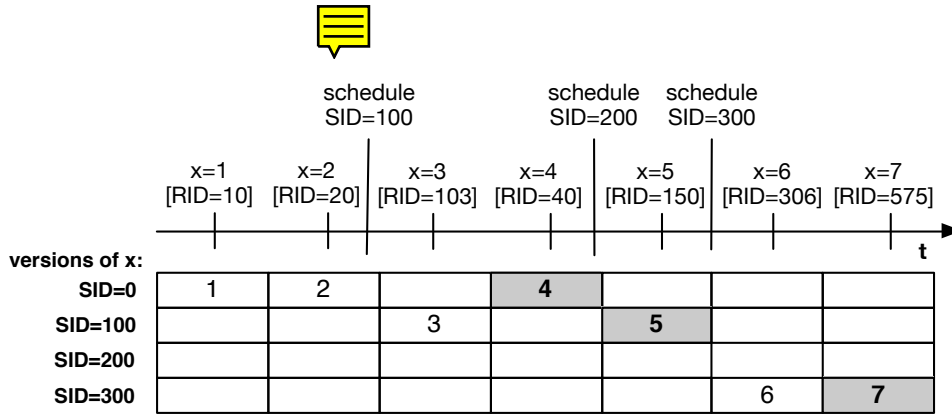 schedule schedule schedule
SID=100 SID=200 SID=300
x=1 x=2 x=3 x=4 x=5 x=6 x=7
[RID=10] [RID=20] [RID=103] [RID=40] [RID=150] [RID=306] [RID=575]
t
versions of x:
SID=0 1 2 4
SID=100 3 5
SID=200
SID=300 6 7